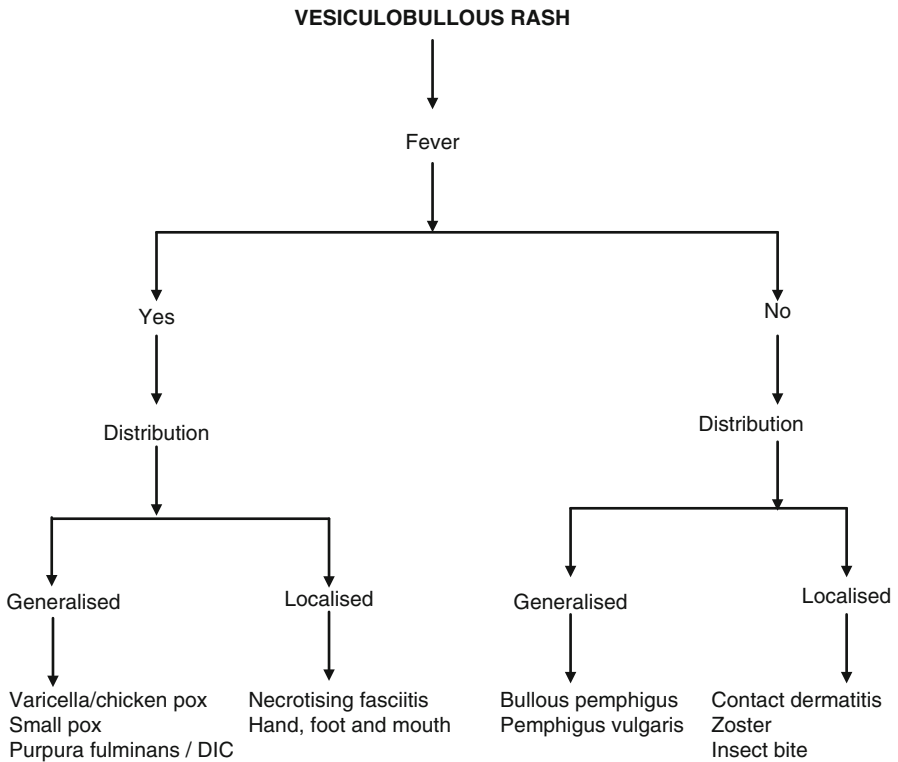 VESICULOBULLOUS RASH
Fever
Yes
No
Distribution
Distribution
Generalised
Localised
Generalised
Localised
Varicella/chicken pox
Small pox
Purpura fulminans / DIC
Necrotising fasciitis
Hand, foot and mouth
Bullous pemphigus
Pemphigus vulgaris
Contact dermatitis
Zoster
Insect bite